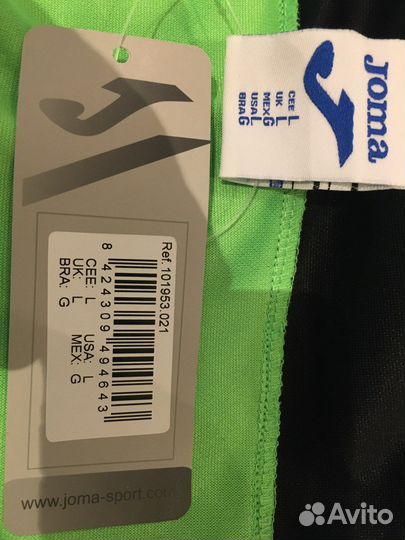 Ref. 101953.021
8 424309 494643
CEE: L USA: L
UK: L MEX: G
BRA: G
www.joma-sport.com
JOMA
CEE L
UK L
USA L
MEX G
BRA G
Avito